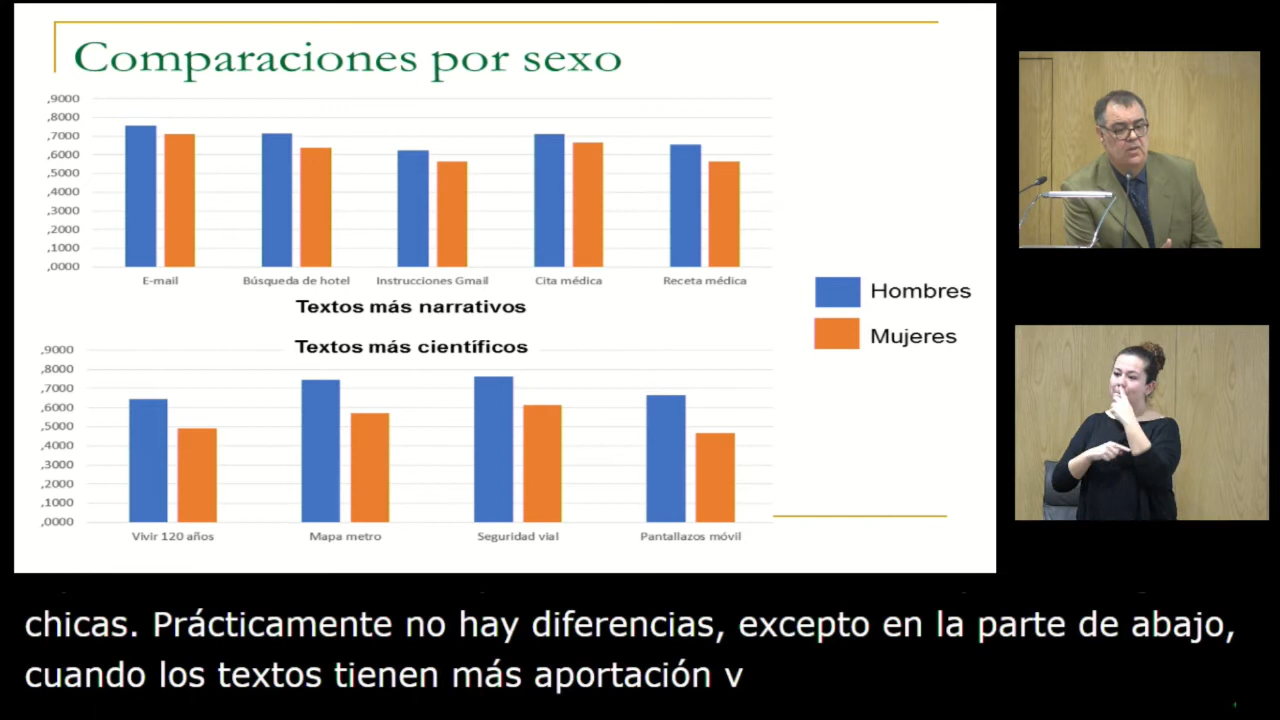 Comparaciones por sexo
,9000
,8000
,7000
,6000
,5000
,4000
,3000
,2000
,1000
,0000
E-mail Búsqueda de hotel Instrucciones Gmail Cita médica Receta médica
Textos más narrativos
Hombres
Mujeres
Textos más científicos
,9000
,8000
,7000
,6000
,5000
,4000
,3000
,2000
,1000
,0000
Vivir 120 años Mapa metro Seguridad vial Pantallazos móvil
chicas. Prácticamente no hay diferencias, excepto en la parte de abajo,
cuando los textos tienen más aportación v